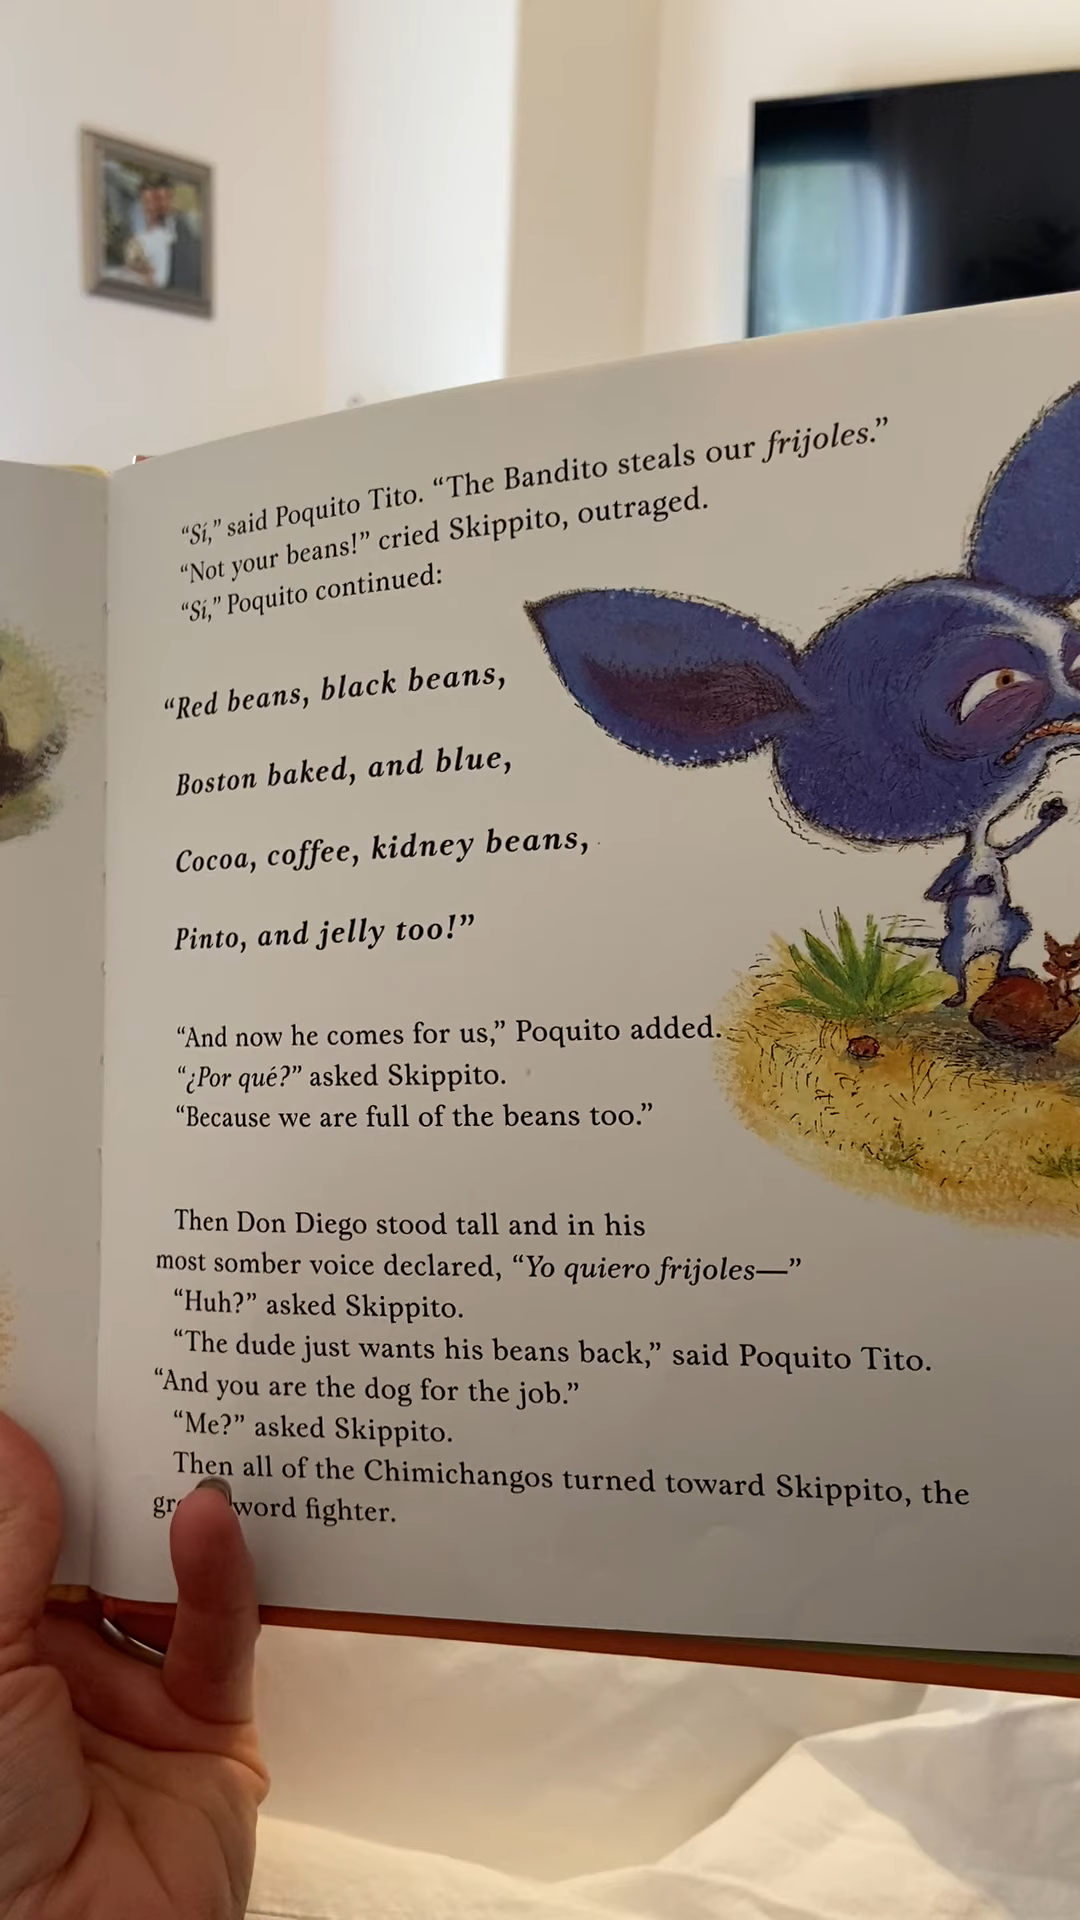 “Sí,” said Poquito Tito. “The Bandito steals our frijoles.”
“Not your beans!” cried Skippito, outraged.
“Sí,” Poquito continued:
“Red beans, black beans,
Boston baked, and blue,
Cocoa, coffee, kidney beans,
Pinto, and jelly too!”
“And now he comes for us,” Poquito added.
“¿Por qué?” asked Skippito.
“Because we are full of the beans too.”
Then Don Diego stood tall and in his
most somber voice declared, “Yo quiero frijoles—”
“Huh?” asked Skippito.
“The dude just wants his beans back,” said Poquito Tito.
“And you are the dog for the job.”
“Me?” asked Skippito.
Then all of the Chimichangos turned toward Skippito, the
fighter.